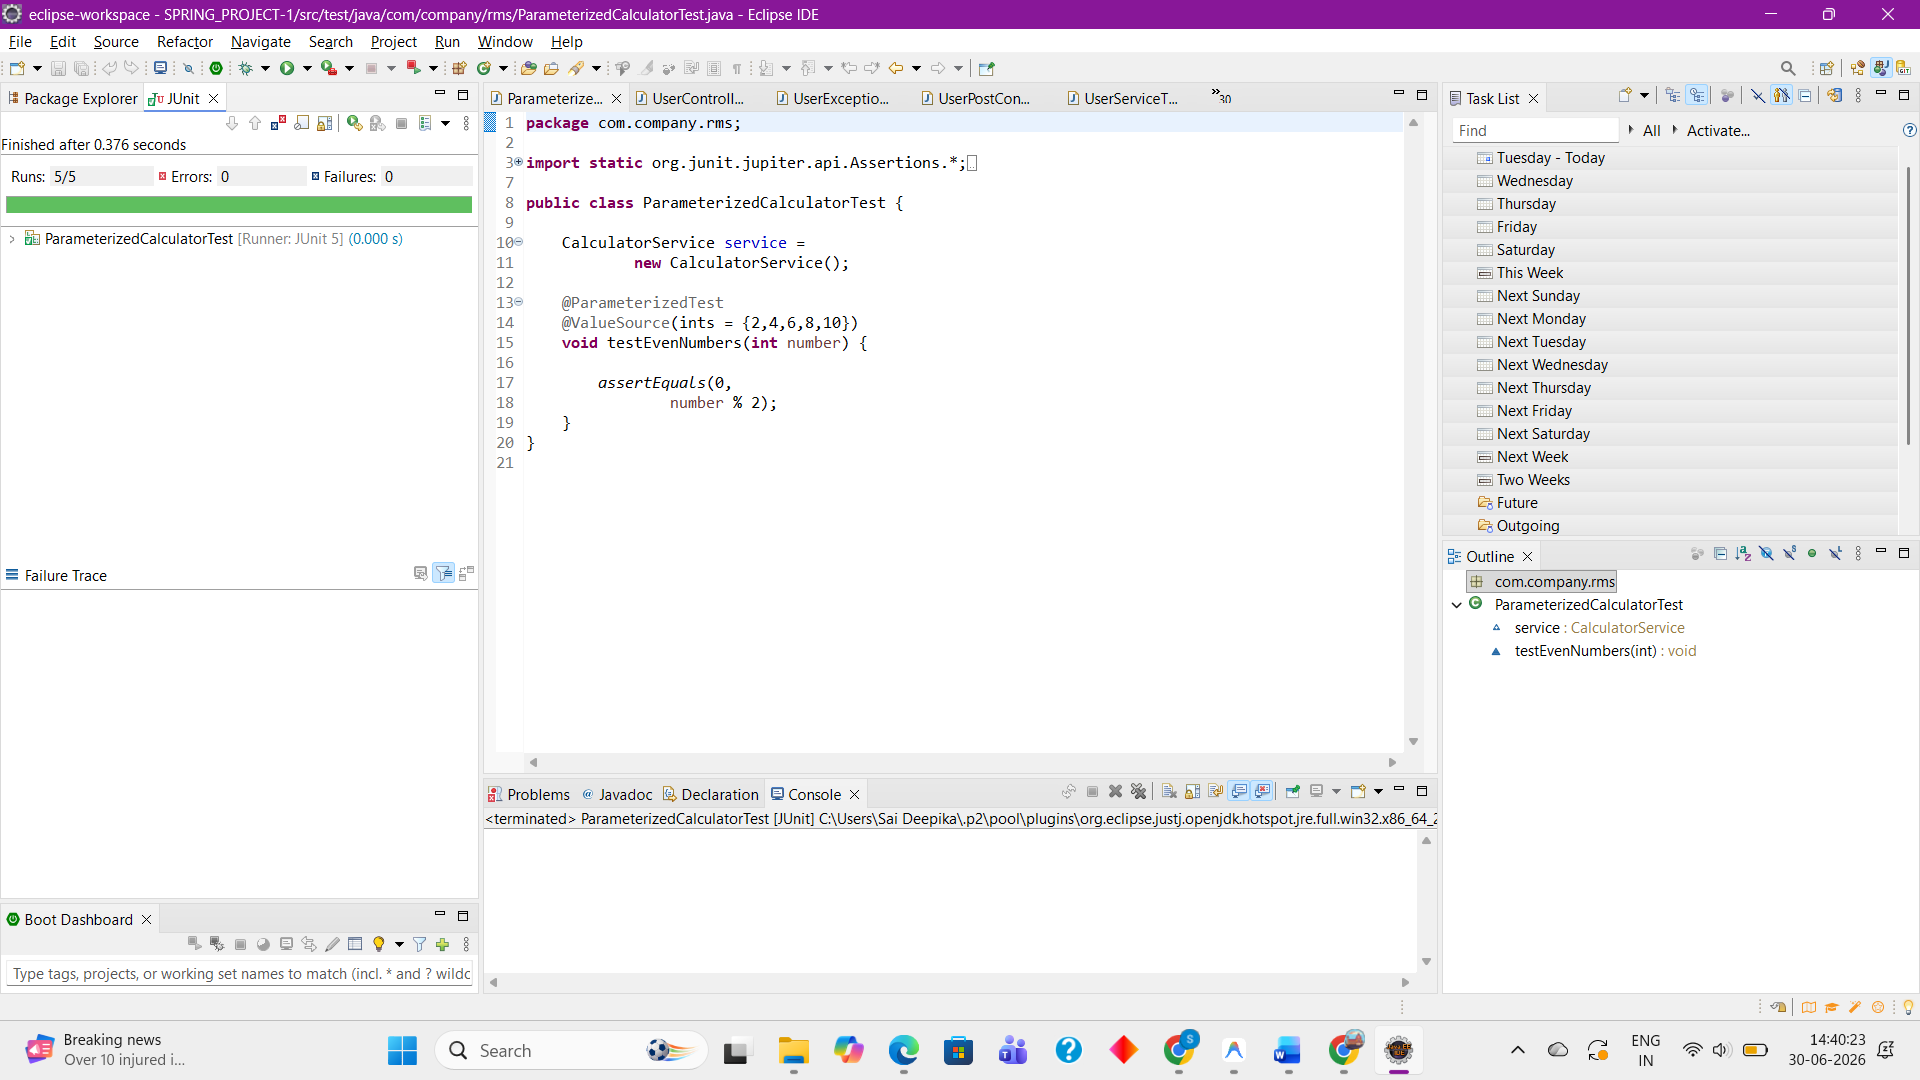 eclipse-workspace - SPRING_PROJECT-1/src/test/java/com/company/rms/ParameterizedCalculatorTest.java - Eclipse IDE
File Edit Source Refactor Navigate Search Project Run Window Help
Package Explorer JUnit
Finished after 0.376 seconds
Runs: 5/5 Errors: 0 Failures: 0
ParameterizedCalculatorTest [Runner: JUnit 5] (0.000 s)
Failure Trace
Boot Dashboard
Type tags, projects, or working set names to match (incl. * and ? wildc
Parameterize... UserControll... UserExceptio... UserPostCon... UserServiceT... »30
1 package com.company.rms;
2
3 import static org.junit.jupiter.api.Assertions.*;
7
8 public class ParameterizedCalculatorTest {
9
10 CalculatorService service =
11 new CalculatorService();
12
13 @ParameterizedTest
14 @ValueSource(ints = {2,4,6,8,10})
15 void testEvenNumbers(int number) {
16
17 assertEquals(0,
18 number % 2);
19 }
20 }
21
Problems @ Javadoc Declaration Console
<terminated> ParameterizedCalculatorTest [JUnit] C:\Users\Sai Deepika\.p2\pool\plugins\org.eclipse.justj.openjdk.hotspot.jre.full.win32.x86_64_2
Task List
Find All Activate...
Tuesday - Today
Wednesday
Thursday
Friday
Saturday
This Week
Next Sunday
Next Monday
Next Tuesday
Next Wednesday
Next Thursday
Next Friday
Next Saturday
Next Week
Two Weeks
Future
Outgoing
Outline
com.company.rms
ParameterizedCalculatorTest
service : CalculatorService
testEvenNumbers(int) : void
Breaking news
Over 10 injured i...
Search
ENG
IN
14:40:23
30-06-2026